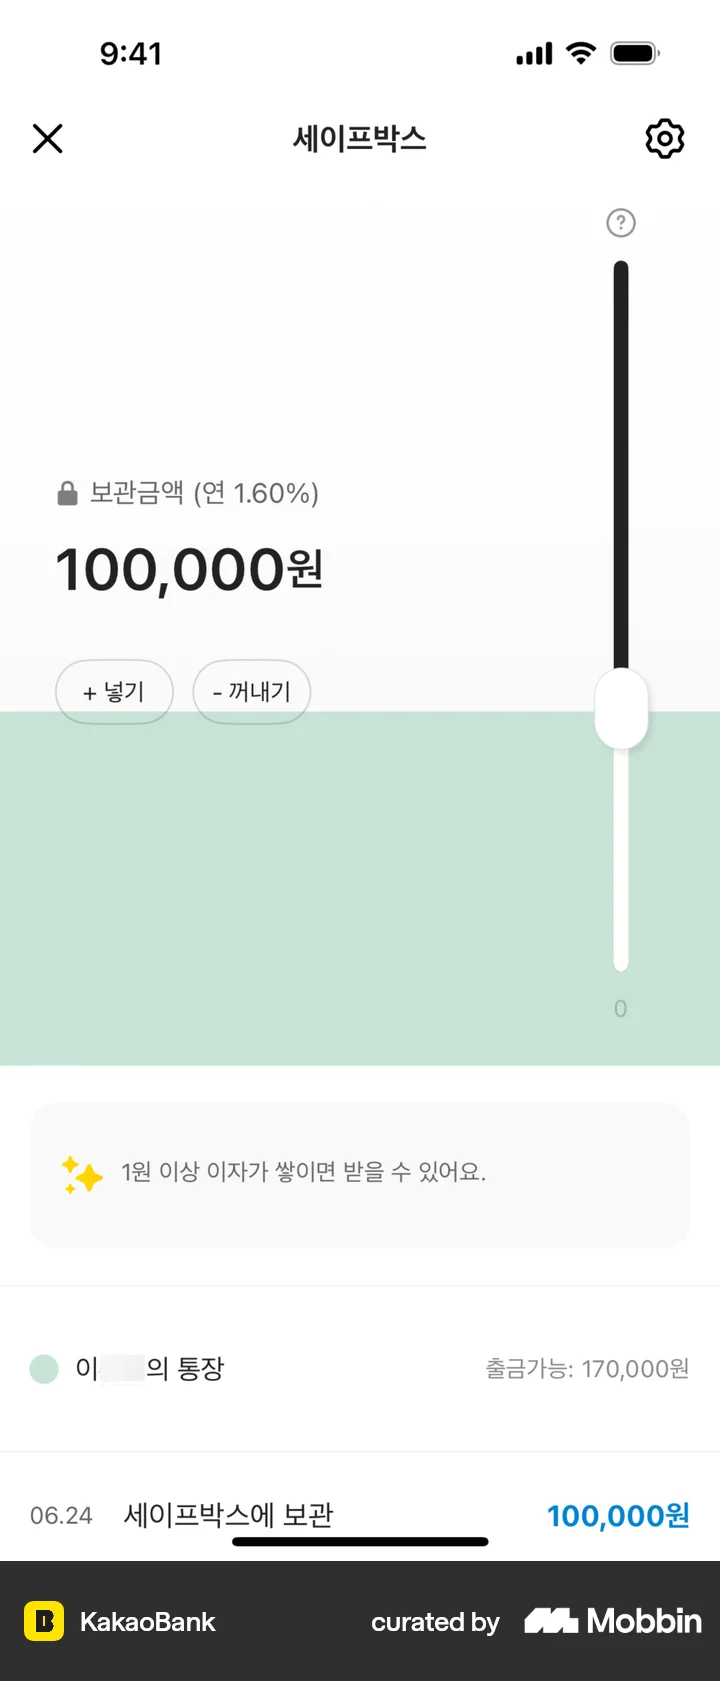 9:41
세이프박스
?
보관금액 (연 1.60%)
100,000원
+ 넣기
- 꺼내기
0
1원 이상 이자가 쌓이면 받을 수 있어요.
이 의 통장
출금가능: 170,000원
06.24 세이프박스에 보관 100,000원
B KakaoBank
curated by Mobbin